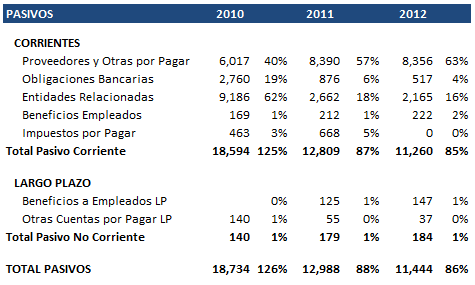 PASIVOS 2010 2011 2012
CORRIENTES
Proveedores y Otras por Pagar 6,017 40% 8,390 57% 8,356 63%
Obligaciones Bancarias 2,760 19% 876 6% 517 4%
Entidades Relacionadas 9,186 62% 2,662 18% 2,165 16%
Beneficios Empleados 169 1% 212 1% 222 2%
Impuestos por Pagar 463 3% 668 5% 0 0%
Total Pasivo Corriente 18,594 125% 12,809 87% 11,260 85%
LARGO PLAZO
Beneficios a Empleados LP 0% 125 1% 147 1%
Otras Cuentas por Pagar LP 140 1% 55 0% 37 0%
Total Pasivo No Corriente 140 1% 179 1% 184 1%
TOTAL PASIVOS 18,734 126% 12,988 88% 11,444 86%